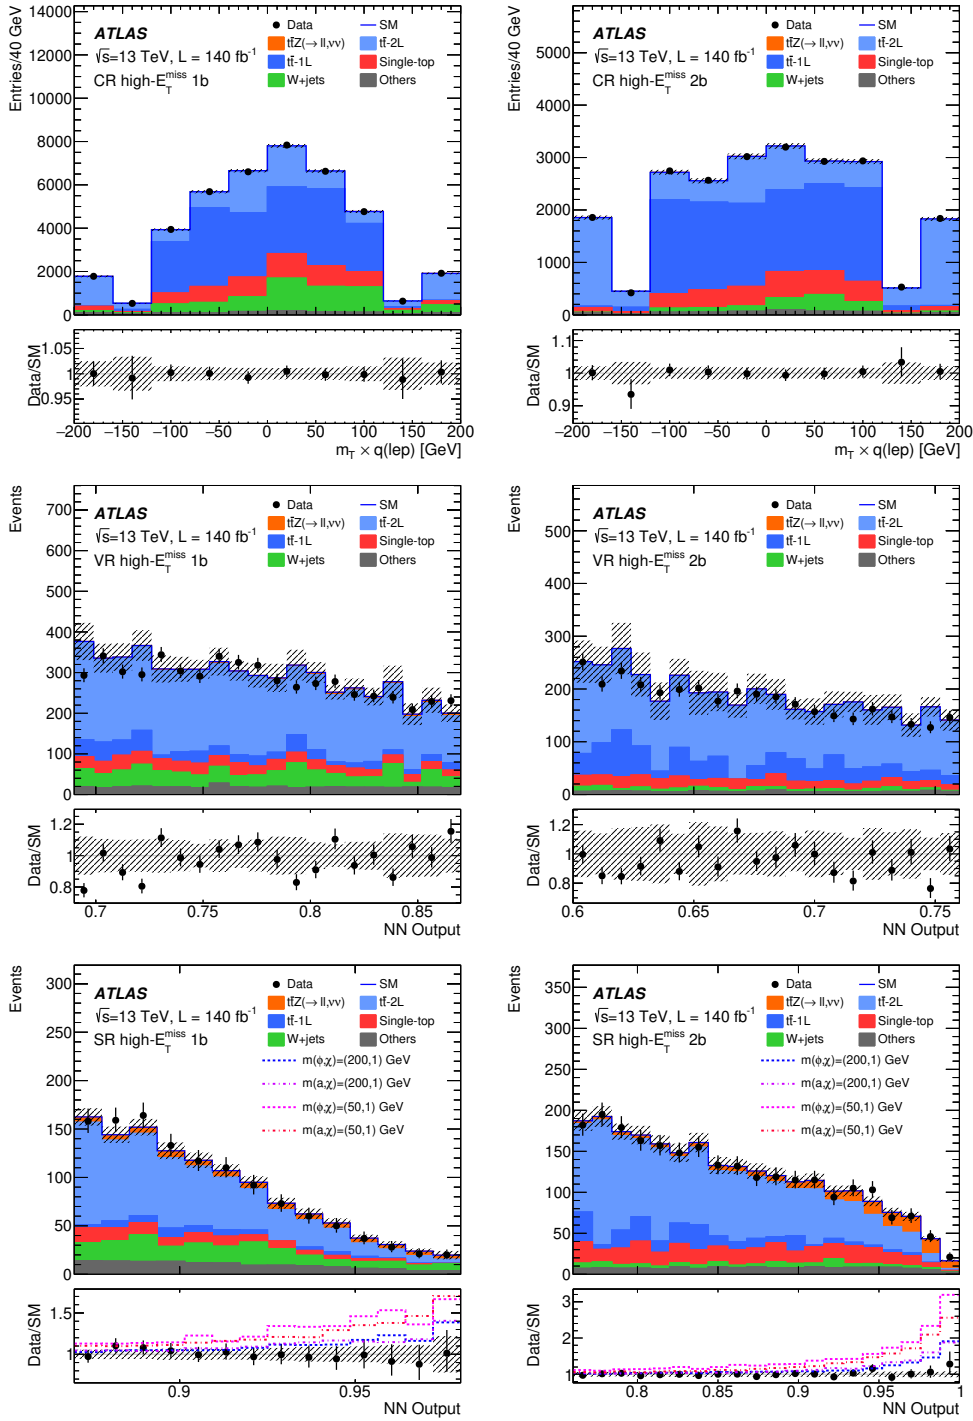 Entries/40 GeV
14000
12000
10000
8000
6000
4000
2000
0
ATLAS
√s=13 TeV, L = 140 fb⁻¹
CR high-E_T^miss 1b
Data SM
tt̄Z(→ ll,νν) tt̄-2L
tt̄-1L Single-top
W+jets Others
Data/SM
1.05
1
0.95
−200 −150 −100 −50 0 50 100 150 200
m_T × q(lep) [GeV]
Entries/40 GeV
5000
4000
3000
2000
1000
0
ATLAS
√s=13 TeV, L = 140 fb⁻¹
CR high-E_T^miss 2b
Data SM
tt̄Z(→ ll,νν) tt̄-2L
tt̄-1L Single-top
W+jets Others
Data/SM
1.1
1
0.9
−200 −150 −100 −50 0 50 100 150 200
m_T × q(lep) [GeV]
Events
700
600
500
400
300
200
100
0
ATLAS
√s=13 TeV, L = 140 fb⁻¹
VR high-E_T^miss 1b
Data SM
tt̄Z(→ ll,νν) tt̄-2L
tt̄-1L Single-top
W+jets Others
Data/SM
1.2
1
0.8
0.7 0.75 0.8 0.85
NN Output
Events
500
400
300
200
100
0
ATLAS
√s=13 TeV, L = 140 fb⁻¹
VR high-E_T^miss 2b
Data SM
tt̄Z(→ ll,νν) tt̄-2L
tt̄-1L Single-top
W+jets Others
Data/SM
1.2
1
0.8
0.6 0.65 0.7 0.75
NN Output
Events
300
250
200
150
100
50
0
ATLAS
√s=13 TeV, L = 140 fb⁻¹
SR high-E_T^miss 1b
Data SM
tt̄Z(→ ll,νν) tt̄-2L
tt̄-1L Single-top
W+jets Others
m(ϕ,χ)=(200,1) GeV
m(a,χ)=(200,1) GeV
m(ϕ,χ)=(50,1) GeV
m(a,χ)=(50,1) GeV
Data/SM
1.5
1
0.9 0.95
NN Output
Events
350
300
250
200
150
100
50
0
ATLAS
√s=13 TeV, L = 140 fb⁻¹
SR high-E_T^miss 2b
Data SM
tt̄Z(→ ll,νν) tt̄-2L
tt̄-1L Single-top
W+jets Others
m(ϕ,χ)=(200,1) GeV
m(a,χ)=(200,1) GeV
m(ϕ,χ)=(50,1) GeV
m(a,χ)=(50,1) GeV
Data/SM
3
2
1
0.8 0.85 0.9 0.95 1
NN Output